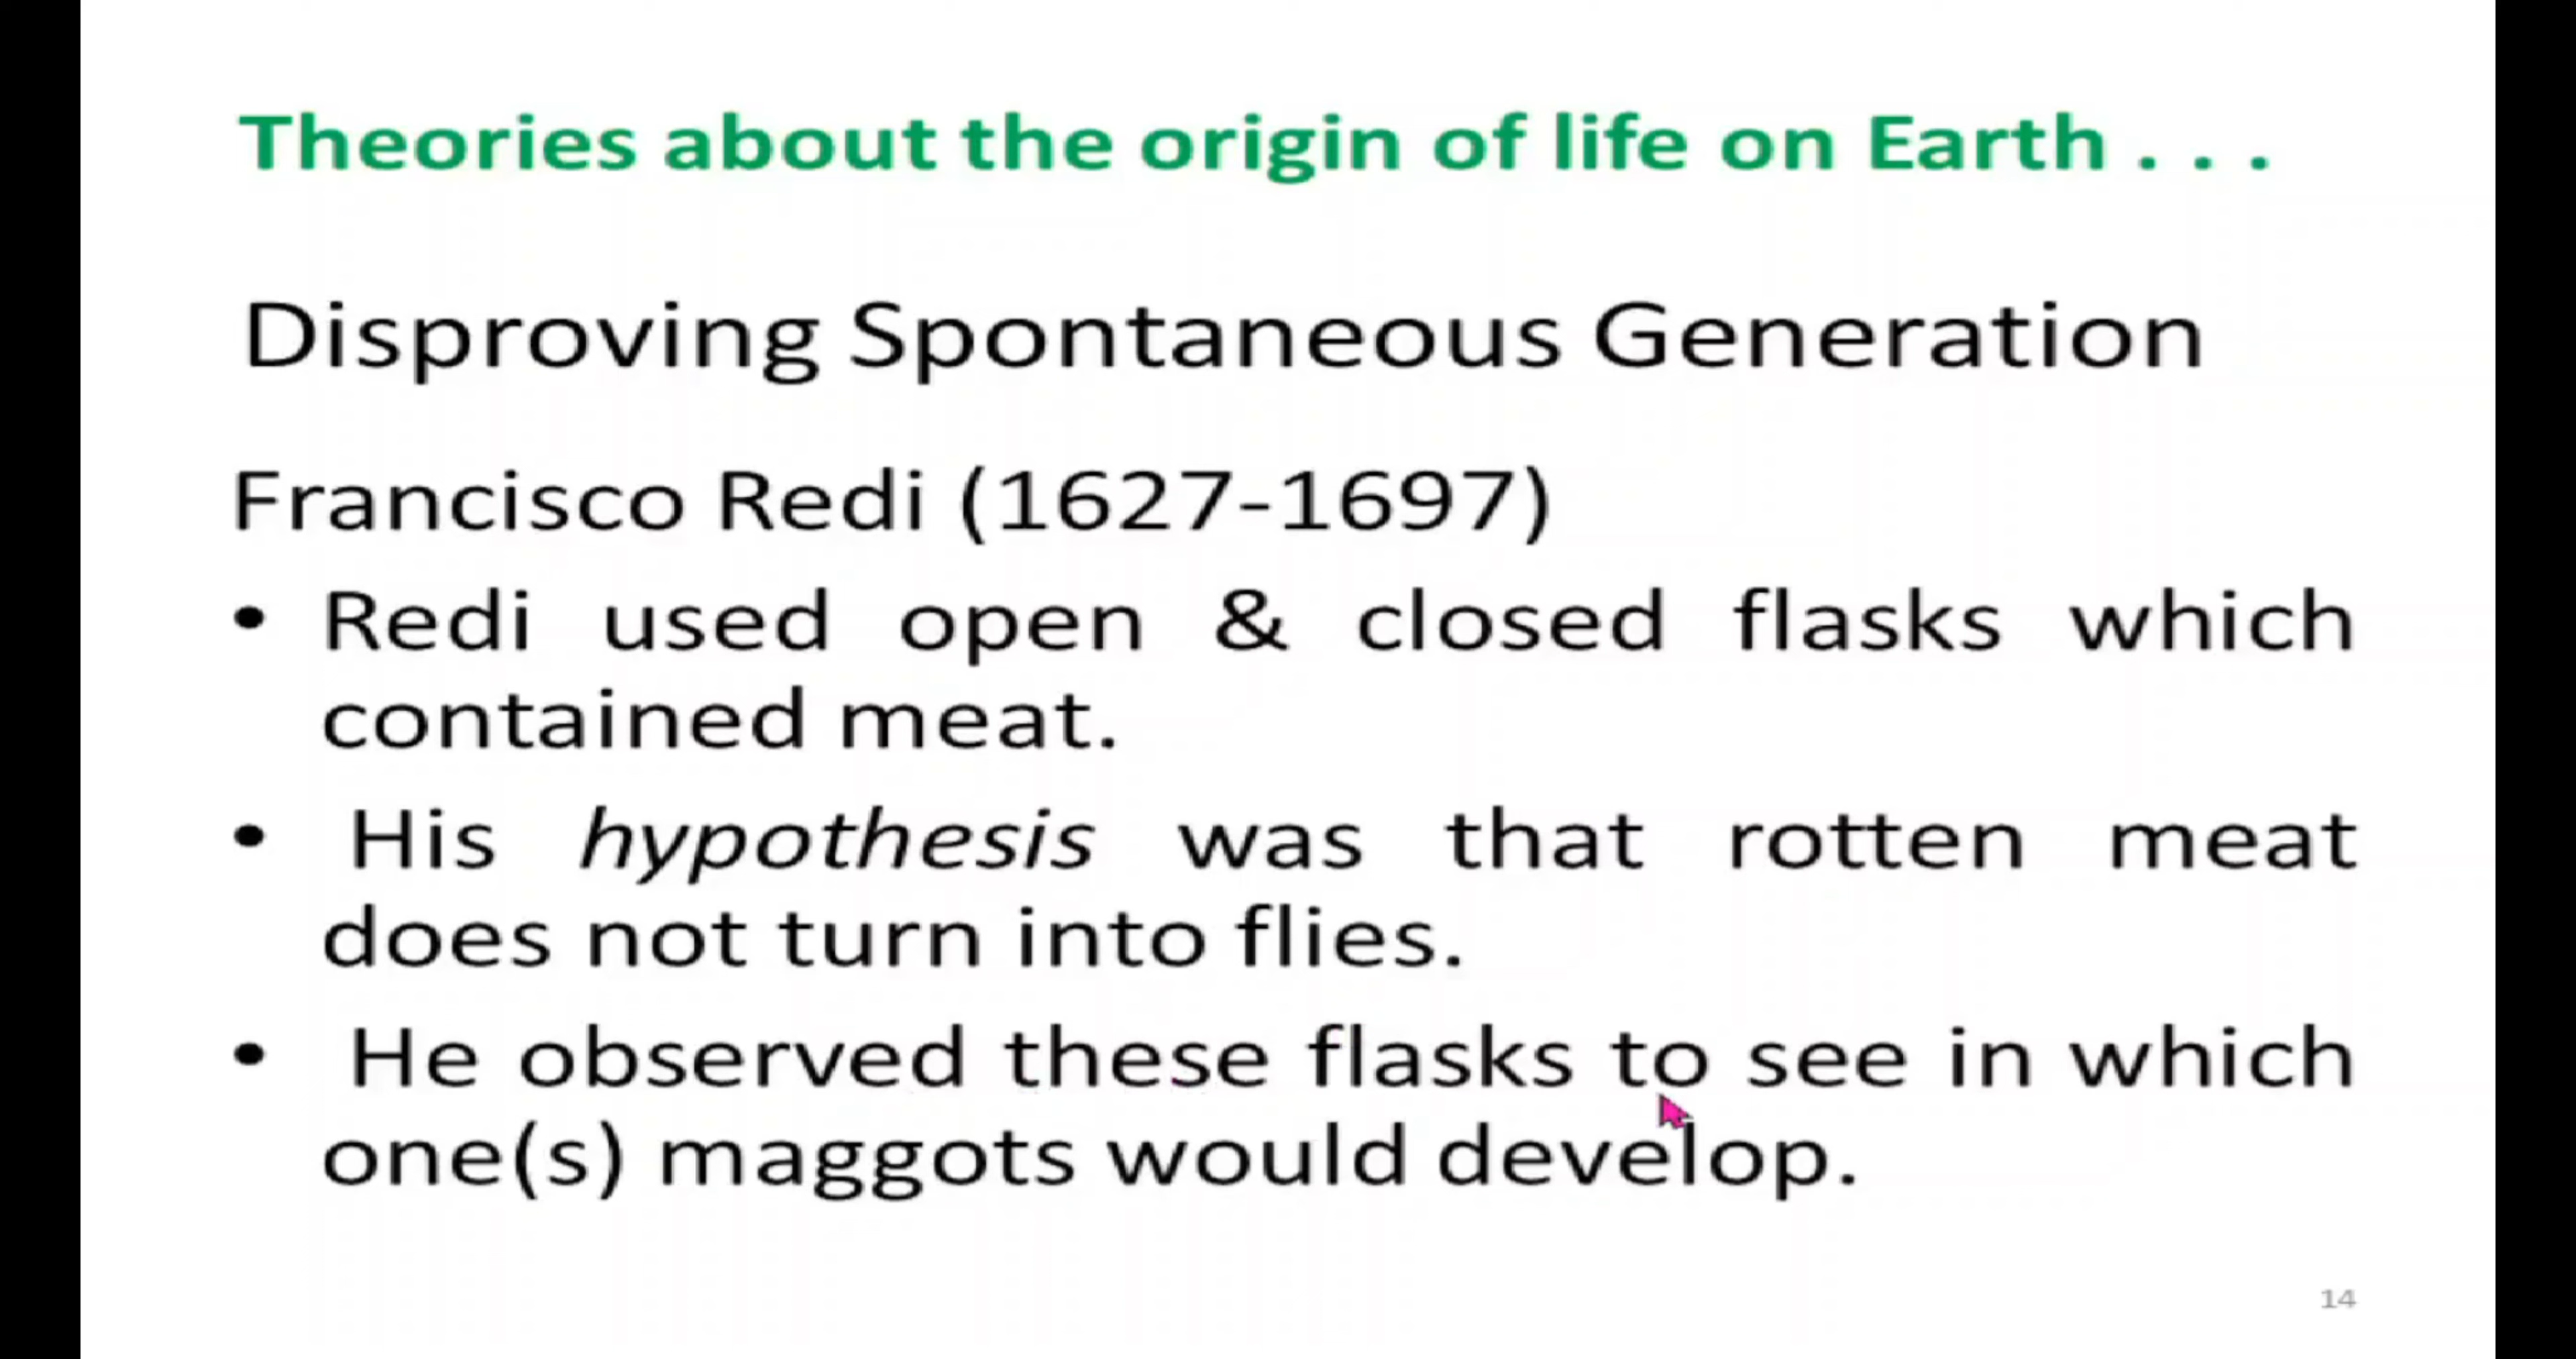 Theories about the origin of life on Earth . . .
Disproving Spontaneous Generation
Francisco Redi (1627-1697)
• Redi used open & closed flasks which
contained meat.
• His hypothesis was that rotten meat
does not turn into flies.
• He observed these flasks to see in which
one(s) maggots would develop.
14